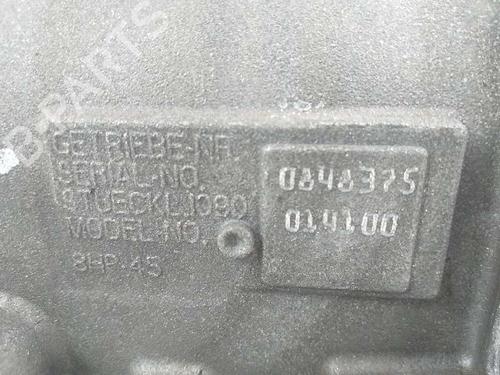 B-PARTS
GETRIEBE-NR.
SERIAL-NO.
STUECKL.1090
MODEL-NO.
8HP-45
0848375
014100